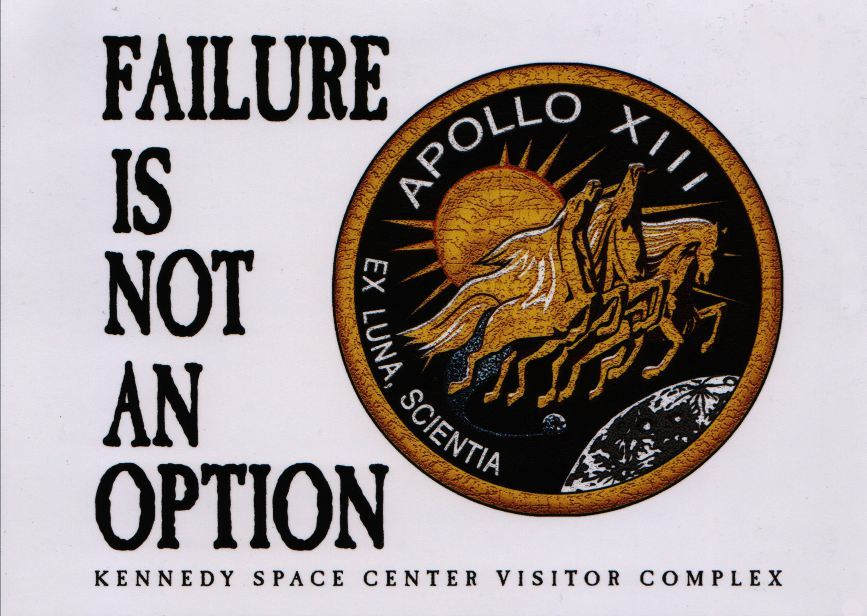 FAILURE
IS
NOT
AN
OPTION
APOLLO XIII
EX LUNA, SCIENTIA
KENNEDY SPACE CENTER VISITOR COMPLEX